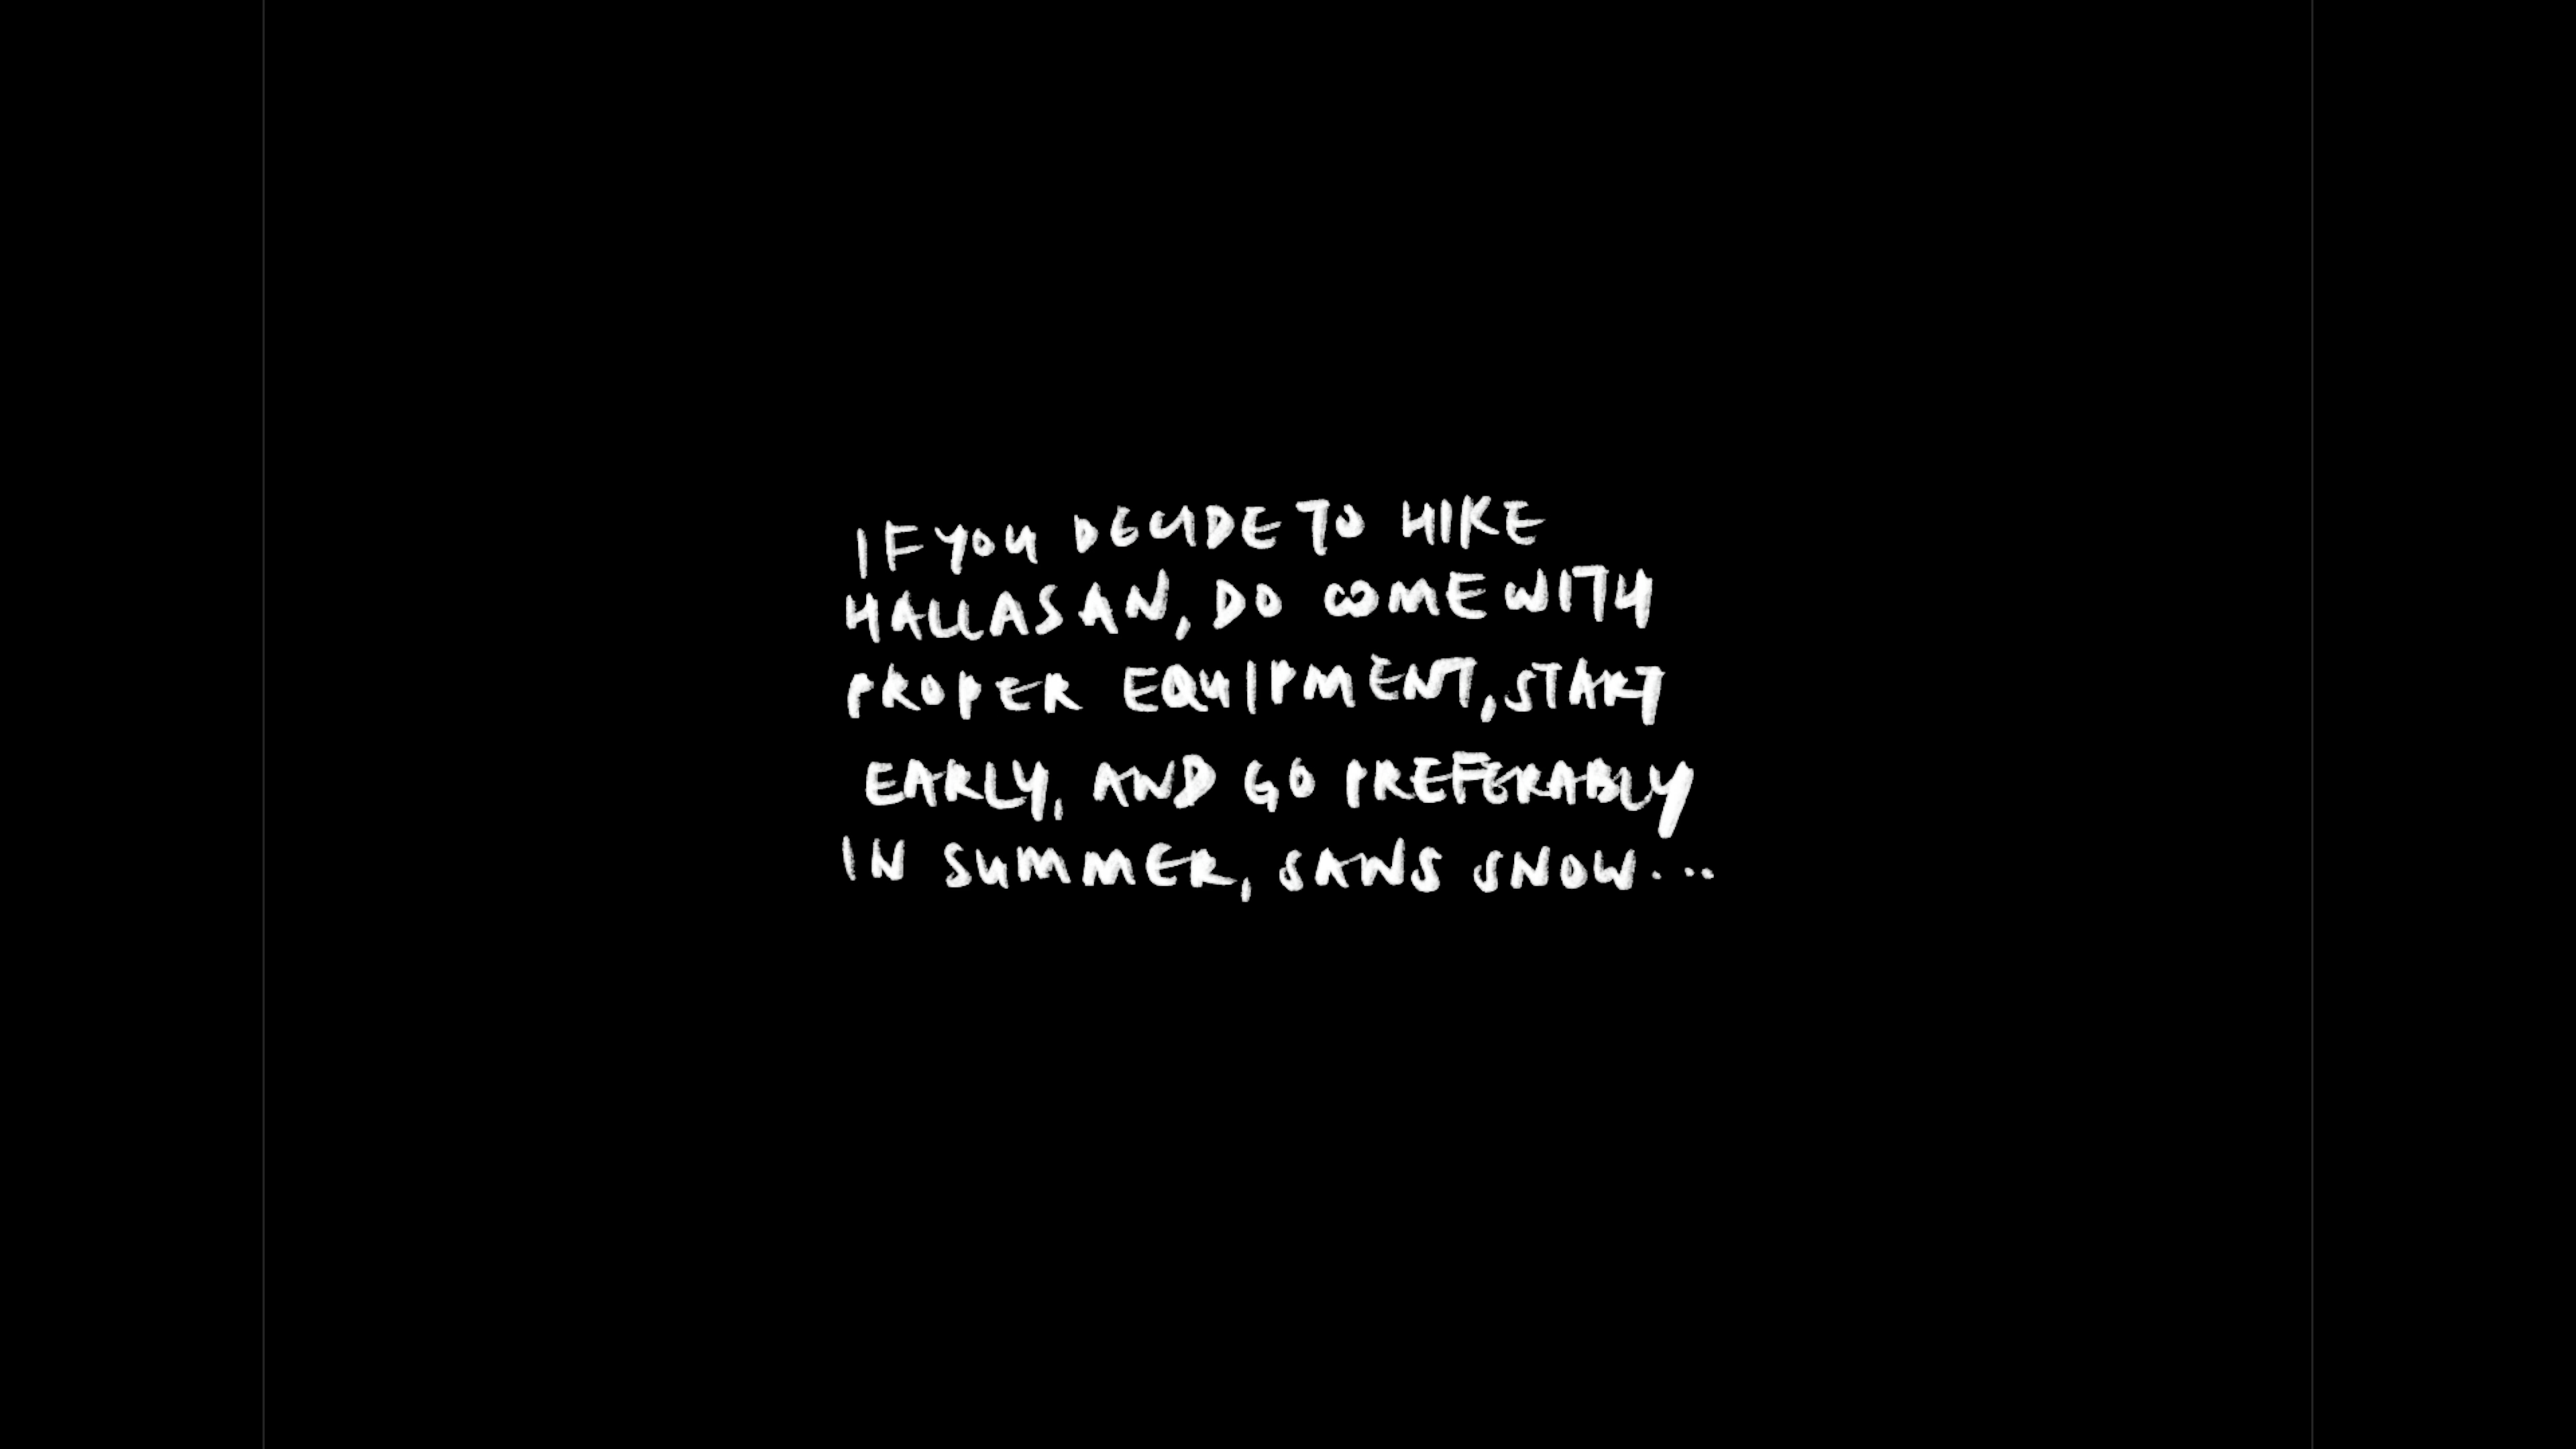 IF YOU DECIDE TO HIKE
HALLASAN, DO COME WITH
PROPER EQUIPMENT, START
EARLY, AND GO PREFERABLY
IN SUMMER, SANS SNOW...